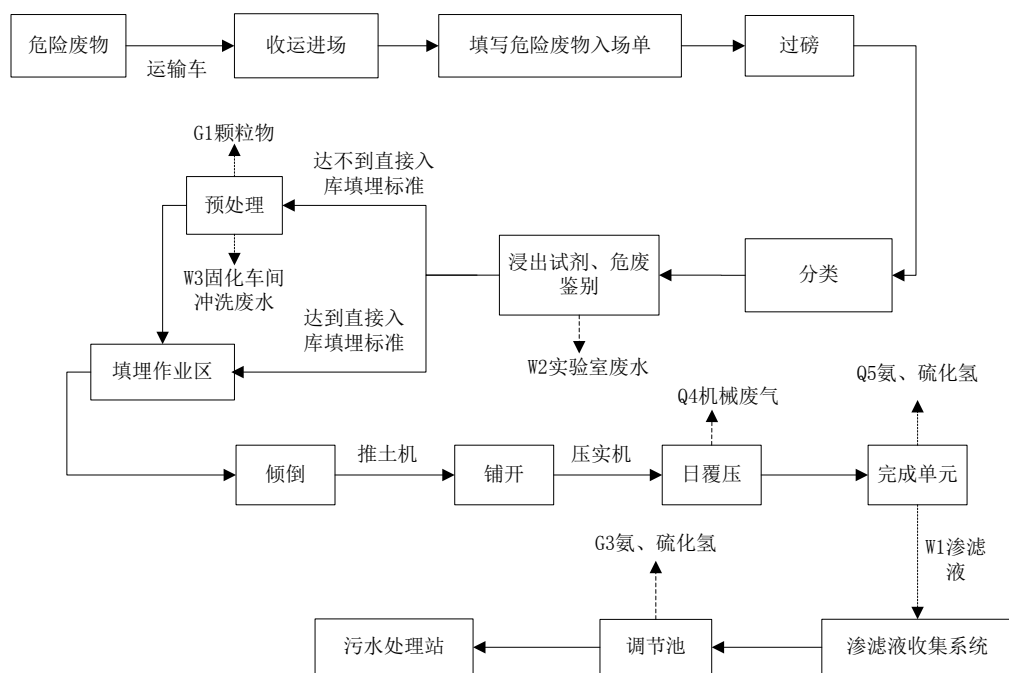 危险废物
运输车
收运进场
填写危险废物入场单
过磅
G1颗粒物
达不到直接入
库填埋标准
预处理
W3固化车间
冲洗废水
浸出试剂、危废
鉴别
分类
达到直接入
库填埋标准
W2实验室废水
填埋作业区
Q4机械废气
Q5氨、硫化氢
倾倒
推土机
铺开
压实机
日覆压
完成单元
G3氨、硫化氢
W1渗滤
液
污水处理站
调节池
渗滤液收集系统